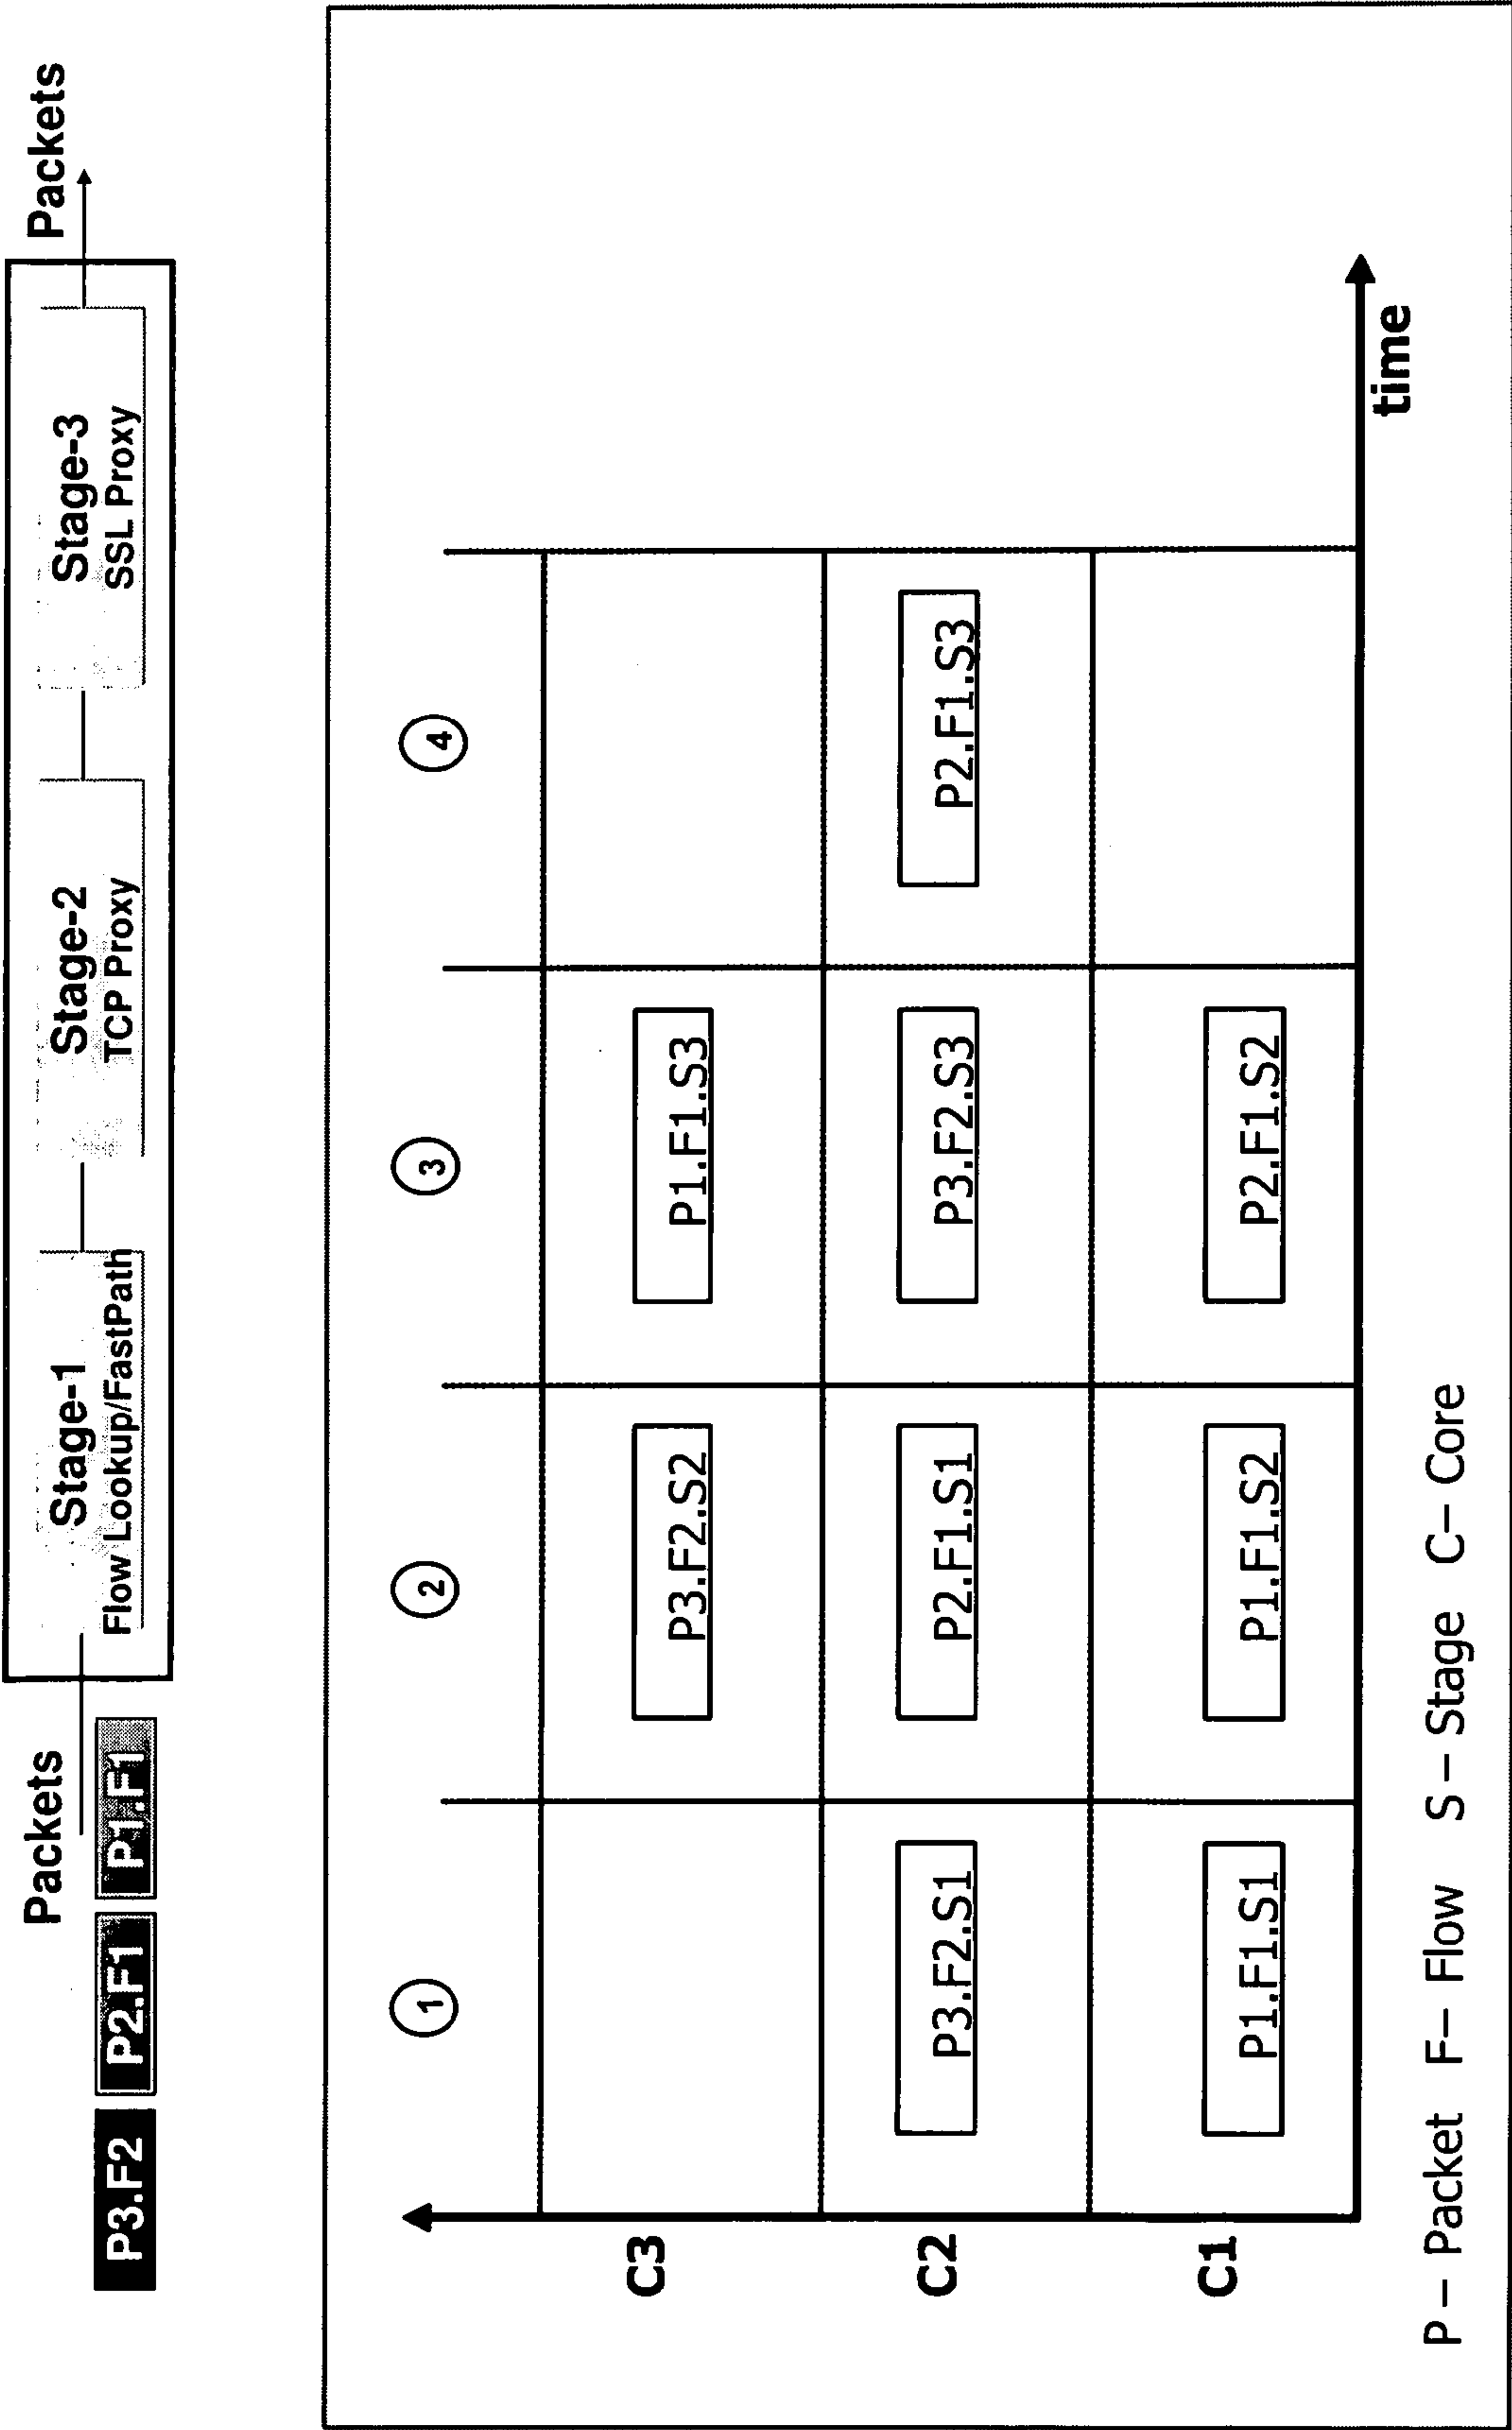 Packets
P3.F2 P2.F1 P1.F1
Stage-1
Flow Lookup/FastPath
Stage-2
TCP Proxy
Stage-3
SSL Proxy
Packets
1 2 3 4
C3
P3.F2.S2 P1.F1.S3
C2
P3.F2.S1 P2.F1.S1 P3.F2.S3 P2.F1.S3
C1
P1.F1.S1 P1.F1.S2 P2.F1.S2
time
P – Packet F– Flow S – Stage C– Core